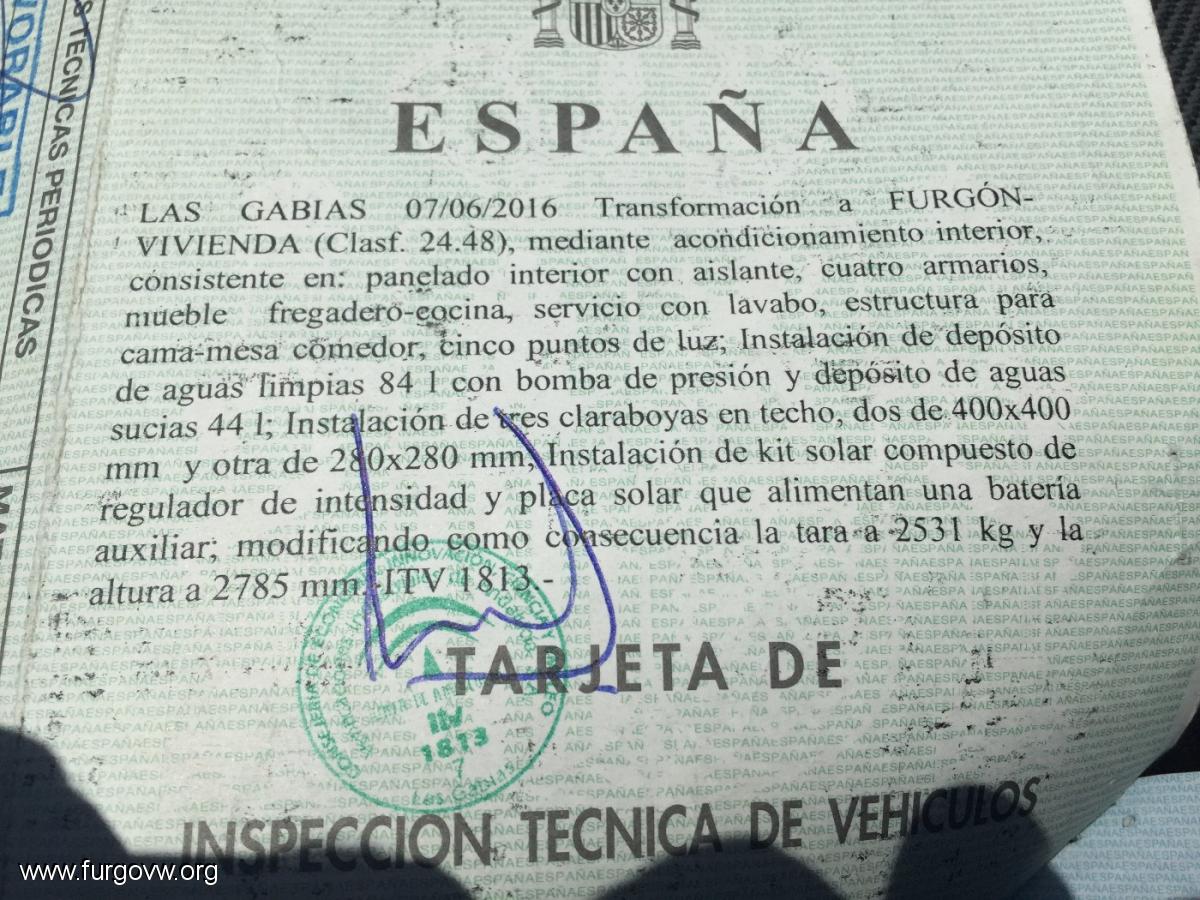 ESPAÑA
LAS GABIAS 07/06/2016 Transformación a FURGÓN-
VIVIENDA (Clasf. 24.48), mediante acondicionamiento interior,
consistente en: panelado interior con aislante, cuatro armarios,
mueble fregadero-cocina, servicio con lavabo, estructura para
cama-mesa comedor, cinco puntos de luz; Instalación de depósito
de aguas limpias 84 l con bomba de presión y depósito de aguas
sucias 44 l; Instalación de tres claraboyas en techo, dos de 400x400
mm y otra de 280x280 mm; Instalación de kit solar compuesto de
regulador de intensidad y placa solar que alimentan una batería
auxiliar; modificando como consecuencia la tara a 2531 kg y la
altura a 2785 mm.-ITV 1813.-
TARJETA DE
INSPECCION TECNICA DE VEHICULOS
ITV
1813
TECNICAS PERIODICAS
www.furgovw.org